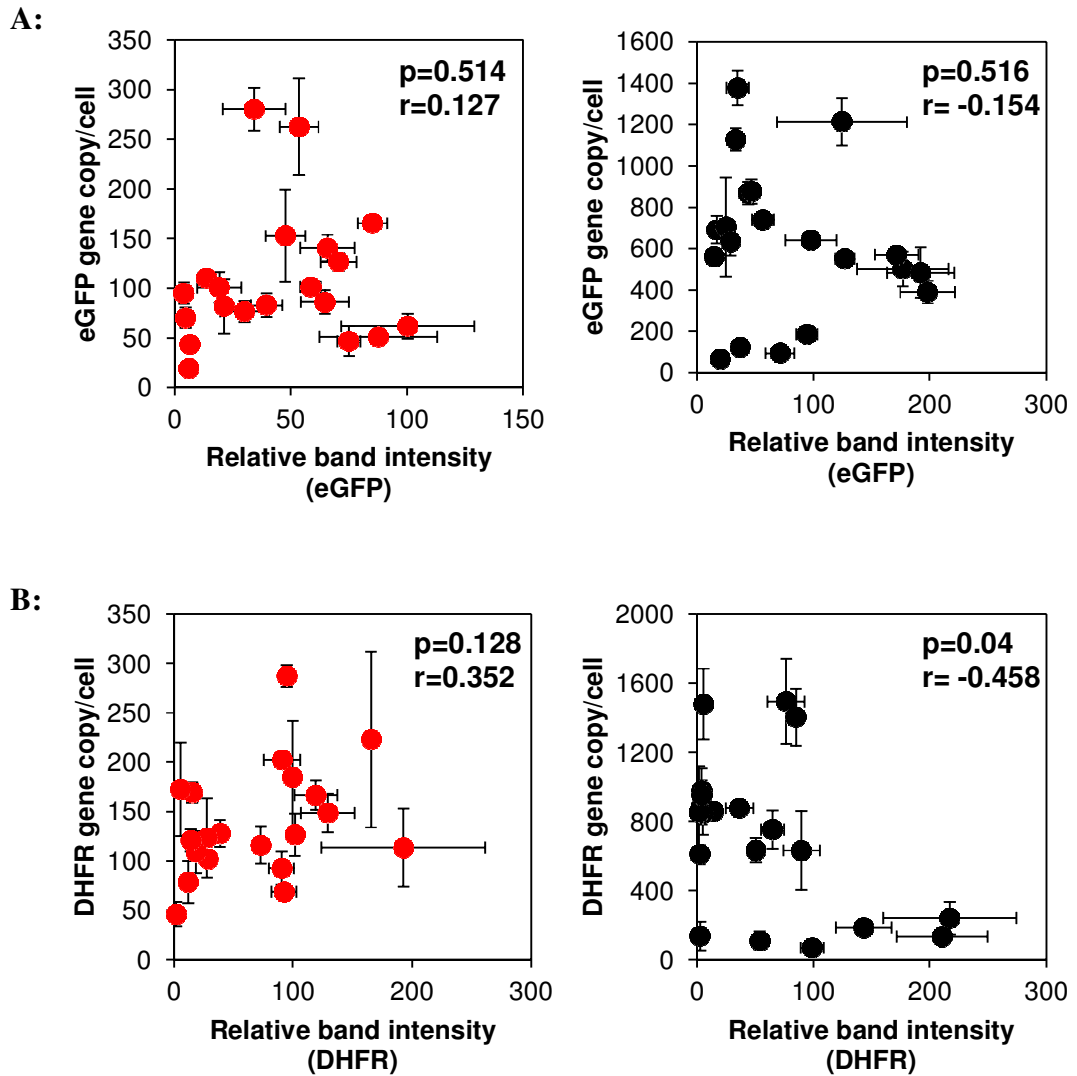 A:
350
300
250
200
150
100
50
0
eGFP gene copy/cell
p=0.514
r=0.127
0 50 100 150
Relative band intensity
(eGFP)
1600
1400
1200
1000
800
600
400
200
0
eGFP gene copy/cell
p=0.516
r= -0.154
0 100 200 300
Relative band intensity
(eGFP)
B:
350
300
250
200
150
100
50
0
DHFR gene copy/cell
p=0.128
r=0.352
0 100 200 300
Relative band intensity
(DHFR)
2000
1600
1200
800
400
0
DHFR gene copy/cell
p=0.04
r= -0.458
0 100 200 300
Relative band intensity
(DHFR)